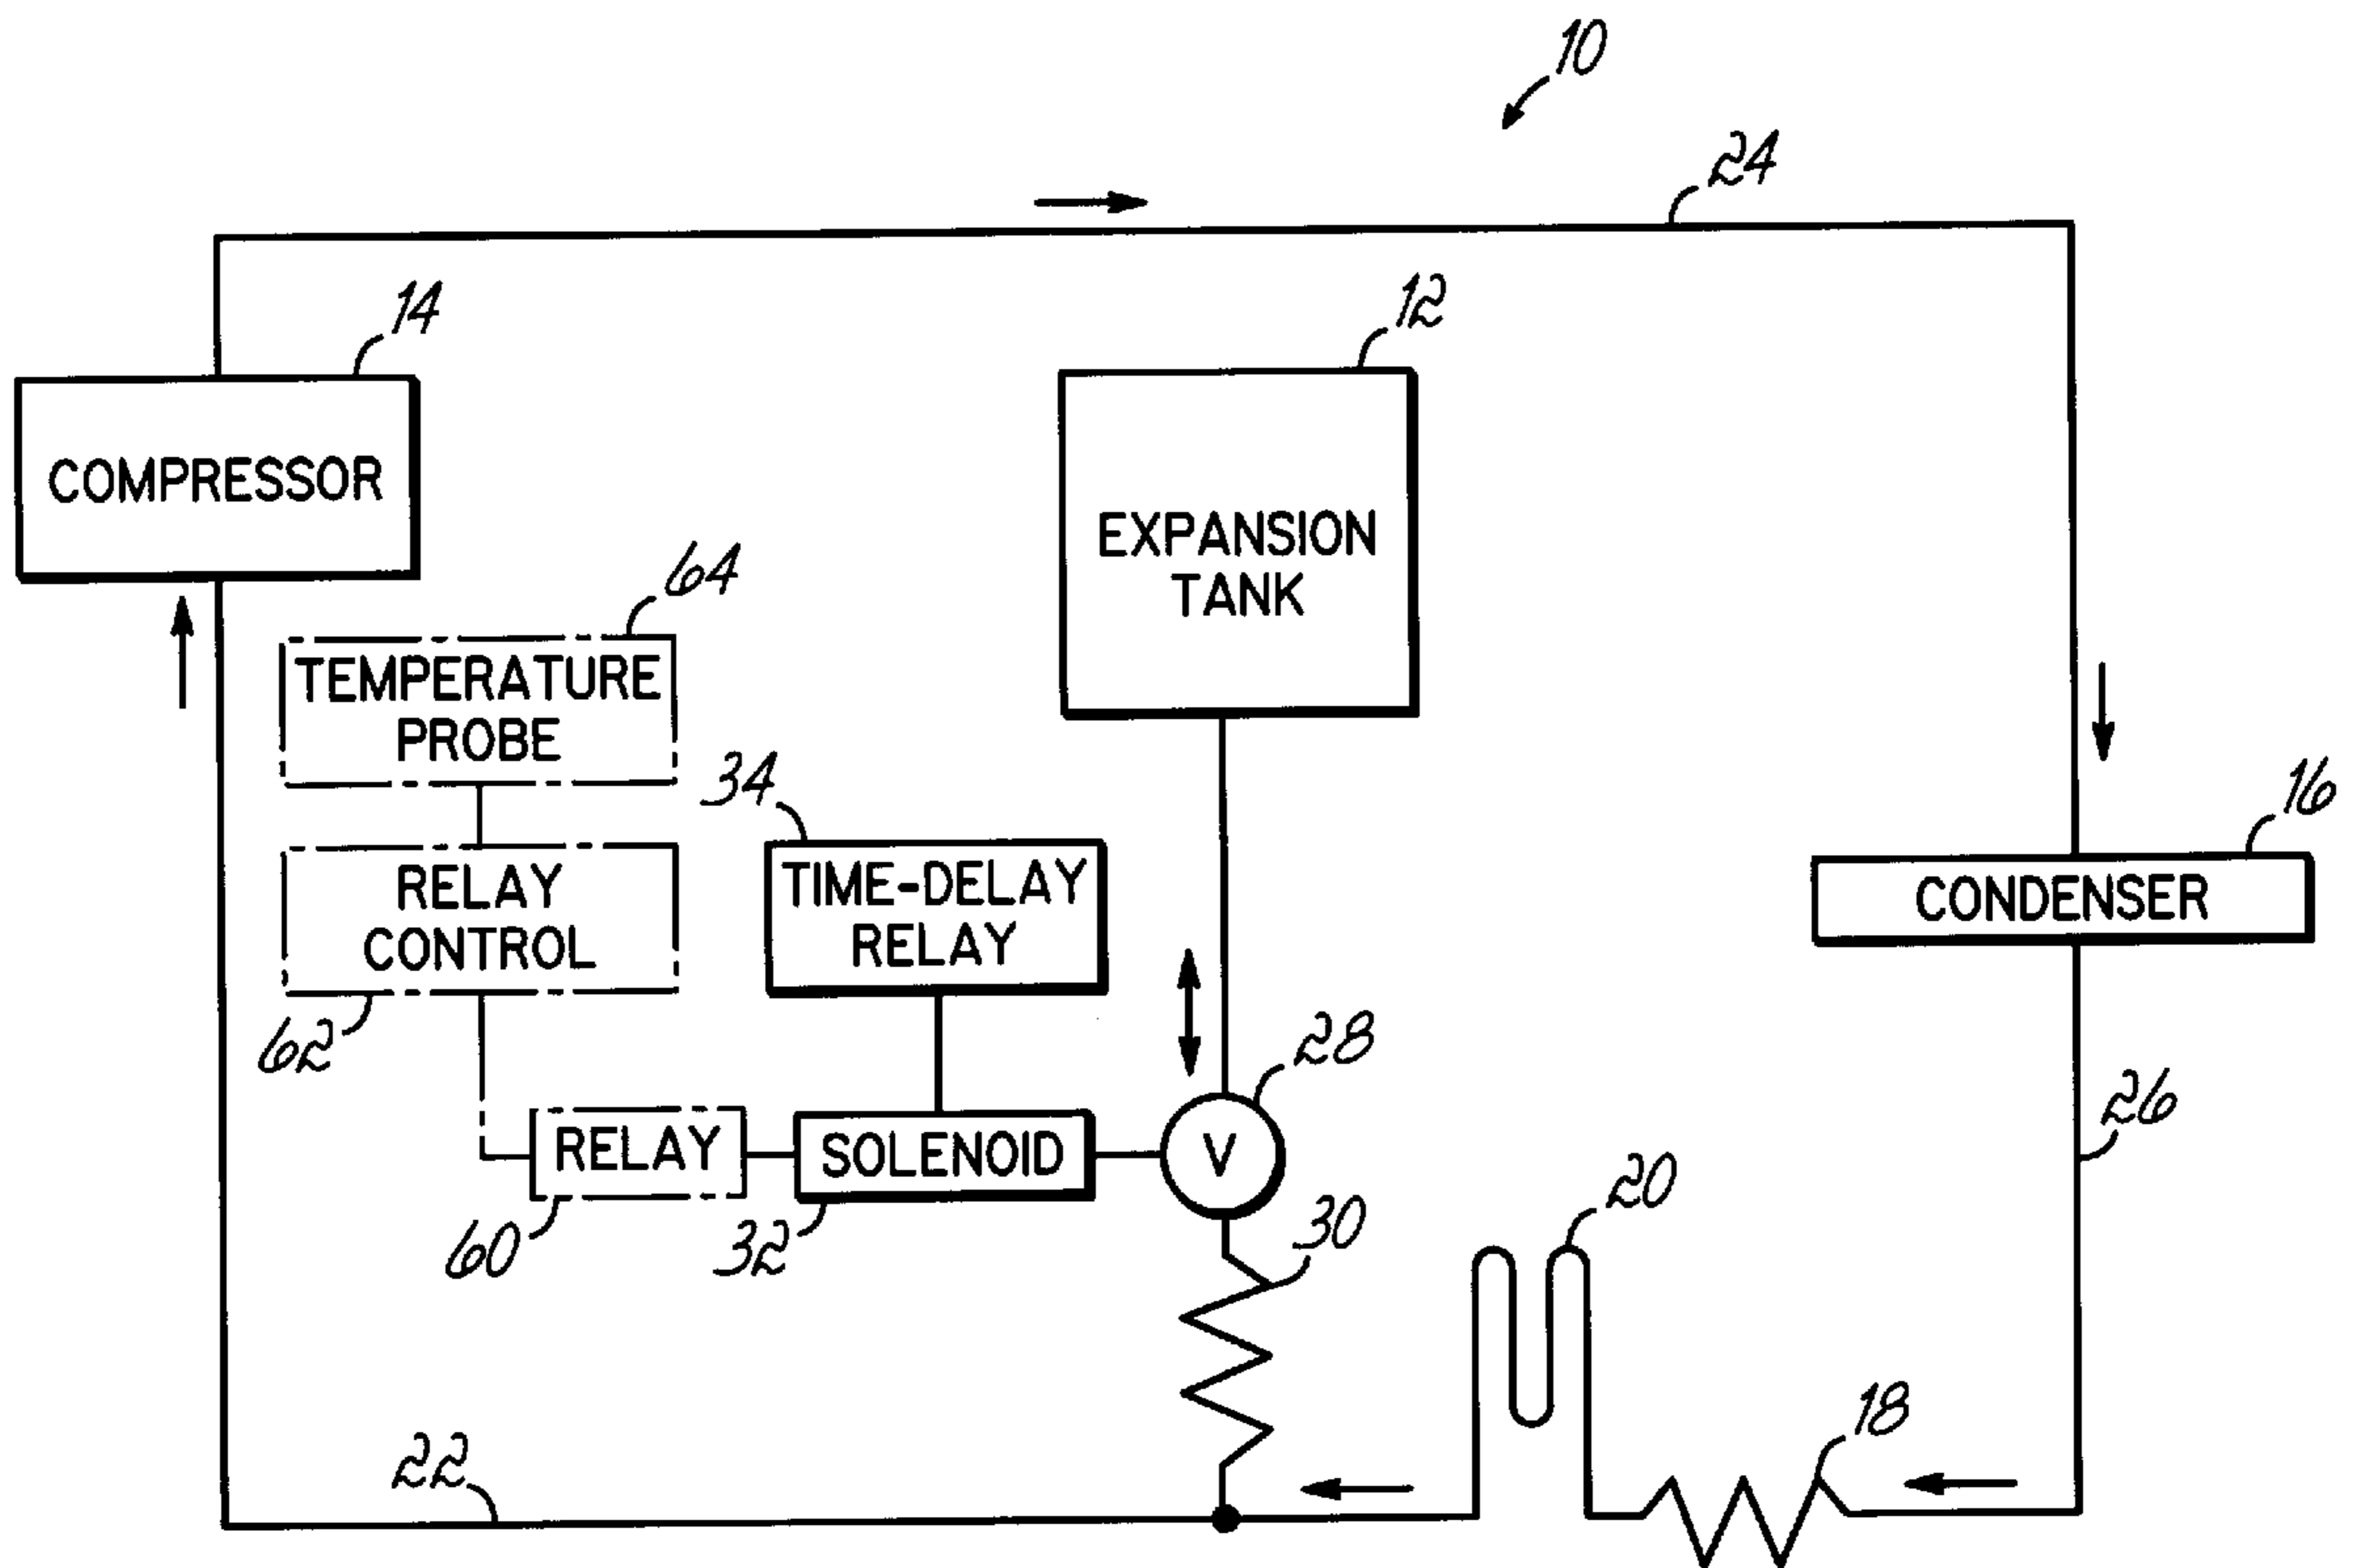 10
24
14
12
COMPRESSOR
EXPANSION
TANK
64
TEMPERATURE
PROBE
34
16
RELAY
CONTROL
TIME-DELAY
RELAY
CONDENSER
62
28
26
RELAY
SOLENOID
V
20
60
32
30
18
22